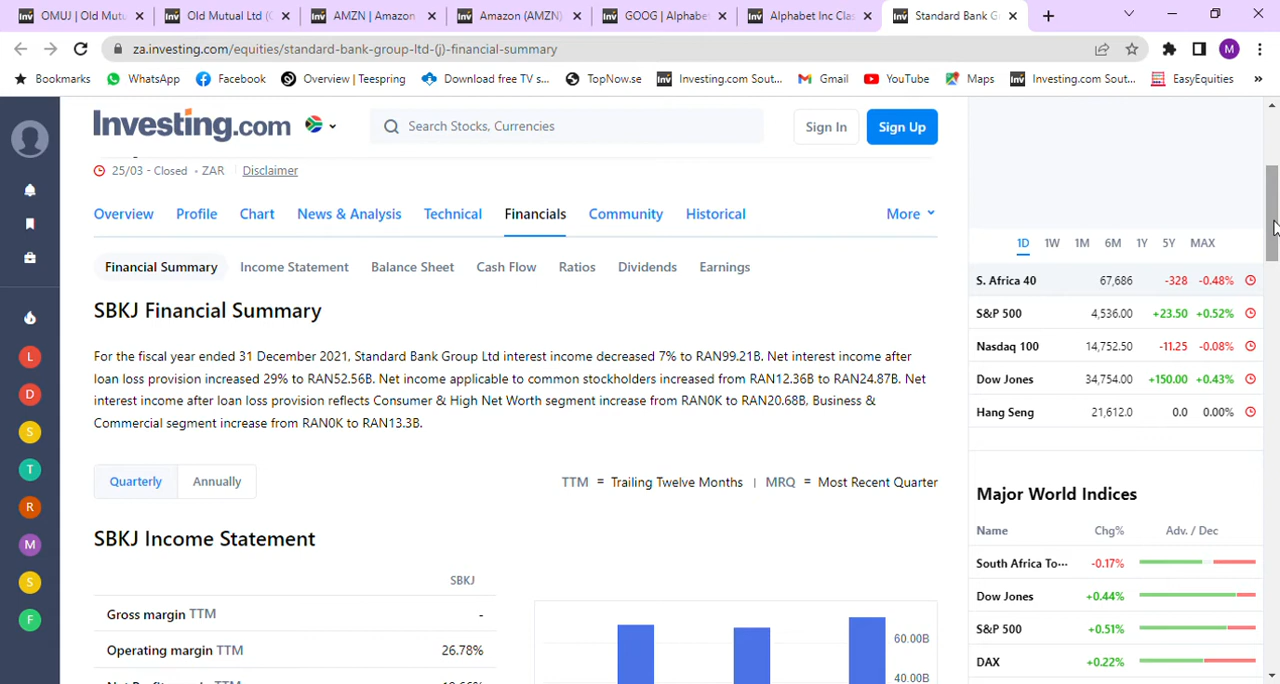 OMUJ | Old Mutu
Old Mutual Ltd (
AMZN | Amazon
Amazon (AMZN)
GOOG | Alphabet
Alphabet Inc Clas
Standard Bank G
za.investing.com/equities/standard-bank-group-ltd-(j)-financial-summary
M
Bookmarks
WhatsApp
Facebook
Overview | Teespring
Download free TV s...
TopNow.se
Investing.com Sout...
Gmail
YouTube
Maps
Investing.com Sout...
EasyEquities
»
Investing.com
Search Stocks, Currencies
Sign In
Sign Up
25/03 - Closed • ZAR
Disclaimer
Overview
Profile
Chart
News & Analysis
Technical
Financials
Community
Historical
More
Financial Summary
Income Statement
Balance Sheet
Cash Flow
Ratios
Dividends
Earnings
SBKJ Financial Summary
For the fiscal year ended 31 December 2021, Standard Bank Group Ltd interest income decreased 7% to RAN99.21B. Net interest income after
loan loss provision increased 29% to RAN52.56B. Net income applicable to common stockholders increased from RAN12.36B to RAN24.87B. Net
interest income after loan loss provision reflects Consumer & High Net Worth segment increase from RAN0K to RAN20.68B, Business &
Commercial segment increase from RAN0K to RAN13.3B.
Quarterly
Annually
TTM = Trailing Twelve Months | MRQ = Most Recent Quarter
SBKJ Income Statement
SBKJ
Gross margin TTM -
Operating margin TTM 26.78%
60.00B
40.00B
L
D
S
T
R
M
S
F
1D 1W 1M 6M 1Y 5Y MAX
S. Africa 40 67,686 -328 -0.48%
S&P 500 4,536.00 +23.50 +0.52%
Nasdaq 100 14,752.50 -11.25 -0.08%
Dow Jones 34,754.00 +150.00 +0.43%
Hang Seng 21,612.0 0.0 0.00%
Major World Indices
Name Chg% Adv. / Dec
South Africa To··· -0.17%
Dow Jones +0.44%
S&P 500 +0.51%
DAX +0.22%